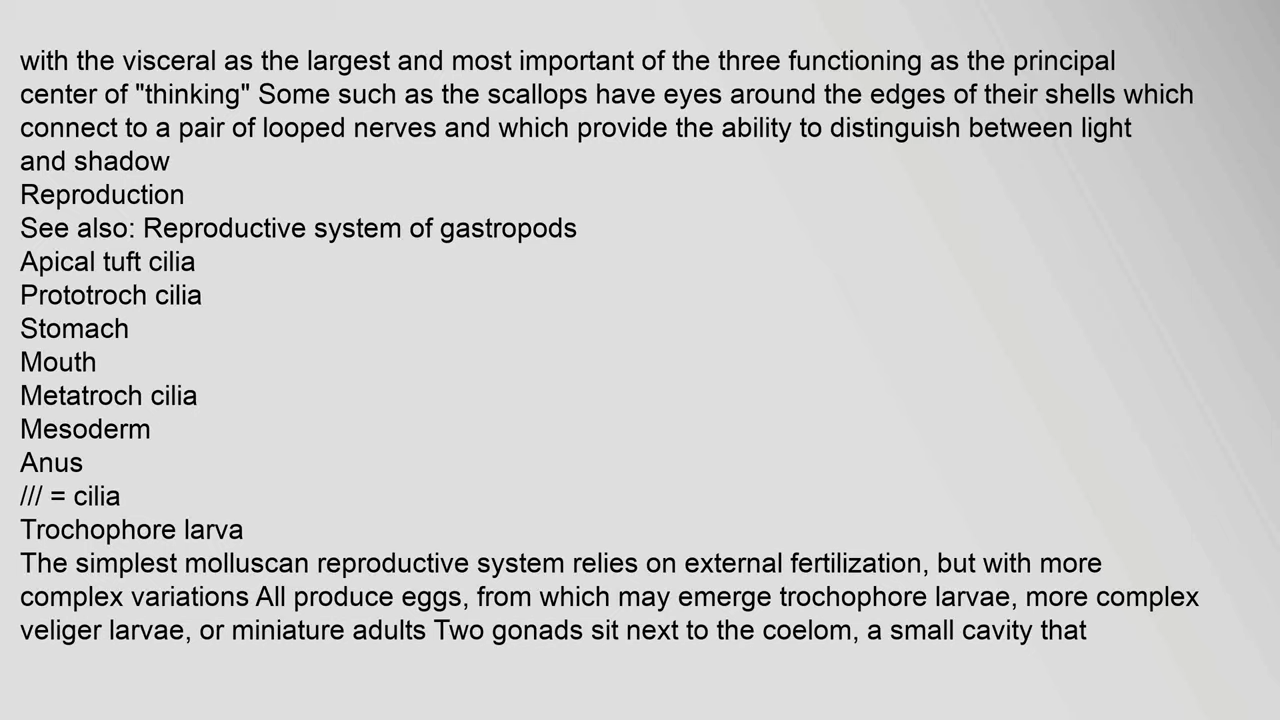 with the visceral as the largest and most important of the three functioning as the principal
center of "thinking" Some such as the scallops have eyes around the edges of their shells which
connect to a pair of looped nerves and which provide the ability to distinguish between light
and shadow
Reproduction
See also: Reproductive system of gastropods
Apical tuft cilia
Prototroch cilia
Stomach
Mouth
Metatroch cilia
Mesoderm
Anus
/// = cilia
Trochophore larva
The simplest molluscan reproductive system relies on external fertilization, but with more
complex variations All produce eggs, from which may emerge trochophore larvae, more complex
veliger larvae, or miniature adults Two gonads sit next to the coelom, a small cavity that